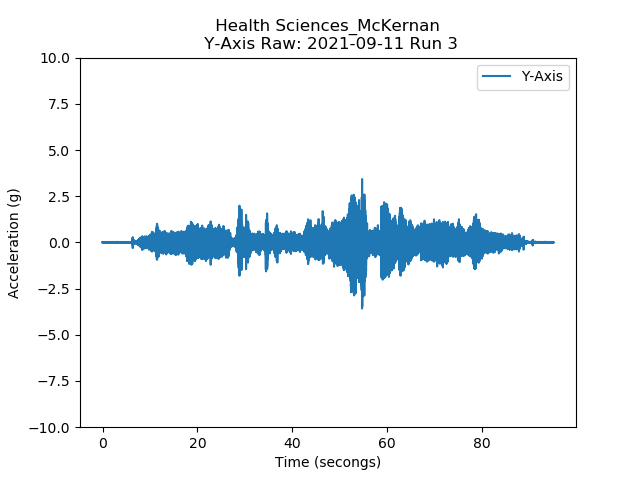 Health Sciences_McKernan
Y-Axis Raw: 2021-09-11 Run 3
Y-Axis
10.0
7.5
5.0
2.5
0.0
−2.5
−5.0
−7.5
−10.0
Acceleration (g)
0 20 40 60 80
Time (secongs)